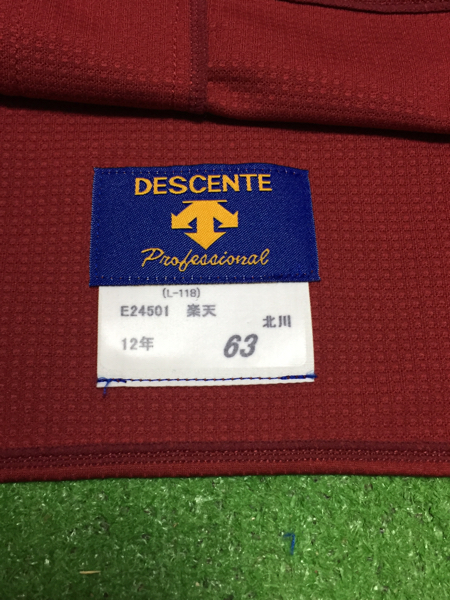 DESCENTE
Professional
(L-118)
E24501 楽天 北川
12年 63